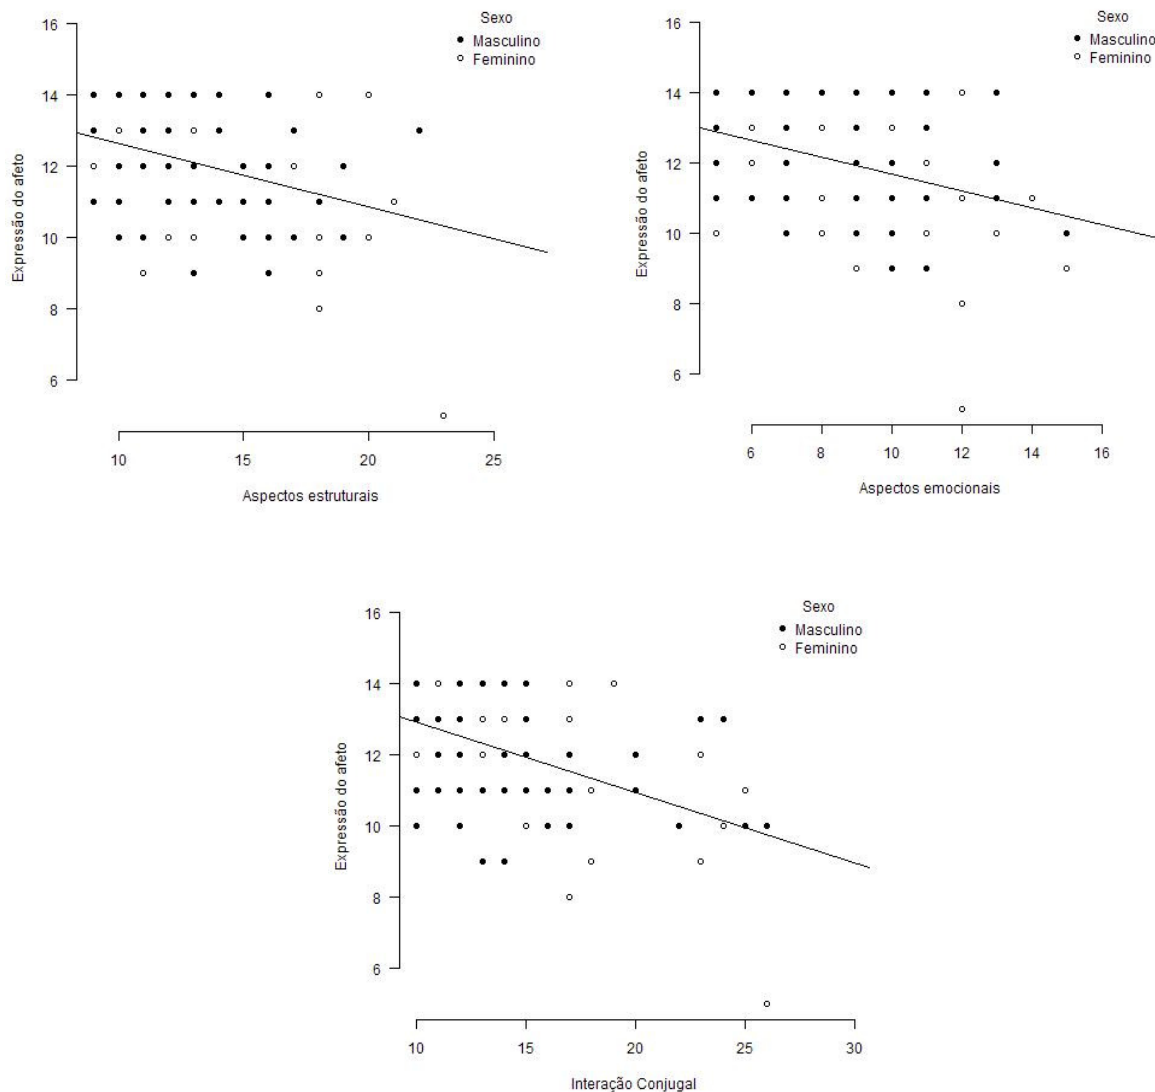 Sexo
Masculino
Feminino
16
14
12
10
8
6
Expressão do afeto
10 15 20 25
Aspectos estruturais
Sexo
Masculino
Feminino
16
14
12
10
8
6
Expressão do afeto
6 8 10 12 14 16
Aspectos emocionais
Sexo
Masculino
Feminino
16
14
12
10
8
6
Expressão do afeto
10 15 20 25 30
Interação Conjugal